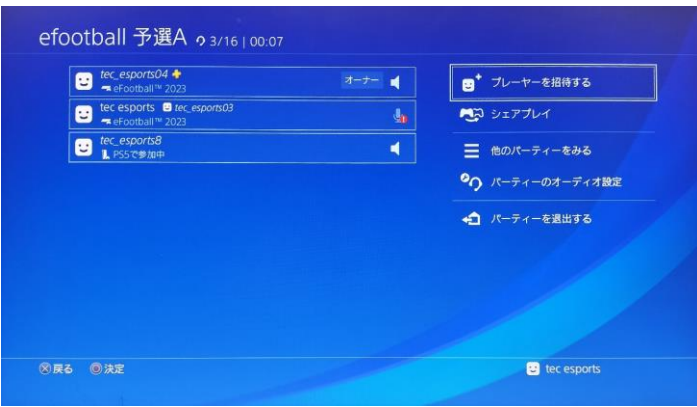 efootball 予選A 3/16 | 00:07
tec_esports04
オーナー
eFootball™ 2023
tec esports tec_esports03
eFootball™ 2023
tec_esports8
PS5で参加中
プレーヤーを招待する
シェアプレイ
他のパーティーをみる
パーティーのオーディオ設定
パーティーを退出する
戻る 決定
tec esports